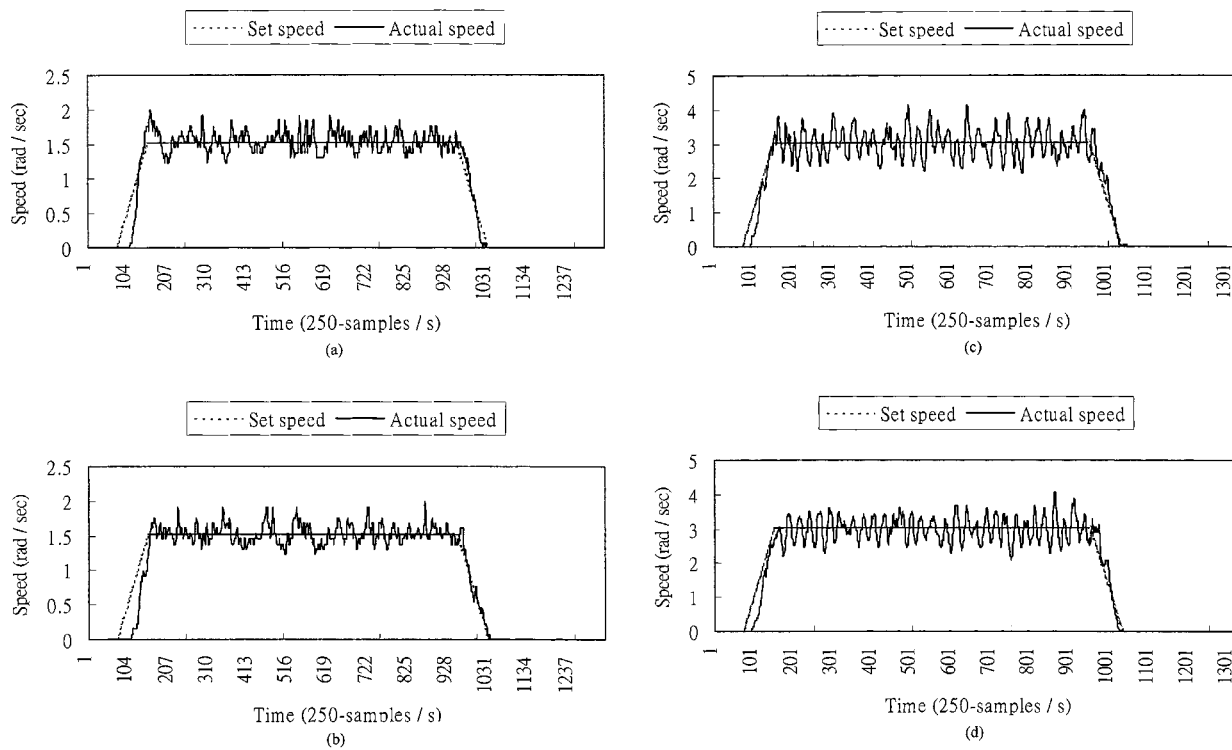 Set speed Actual speed
2.5
2
1.5
1
0.5
0
Speed (rad / sec)
1 104 207 310 413 516 619 722 825 928 1031 1134 1237
Time (250-samples / s)
(a)
Set speed Actual speed
5
4
3
2
1
0
Speed (rad / sec)
1 101 201 301 401 501 601 701 801 901 1001 1101 1201 1301
Time (250-samples / s)
(c)
Set speed Actual speed
2.5
2
1.5
1
0.5
0
Speed (rad / sec)
1 104 207 310 413 516 619 722 825 928 1031 1134 1237
Time (250-samples / s)
(b)
Set speed Actual speed
5
4
3
2
1
0
Speed (rad / sec)
1 101 201 301 401 501 601 701 801 901 1001 1101 1201 1301
Time (250-samples / s)
(d)